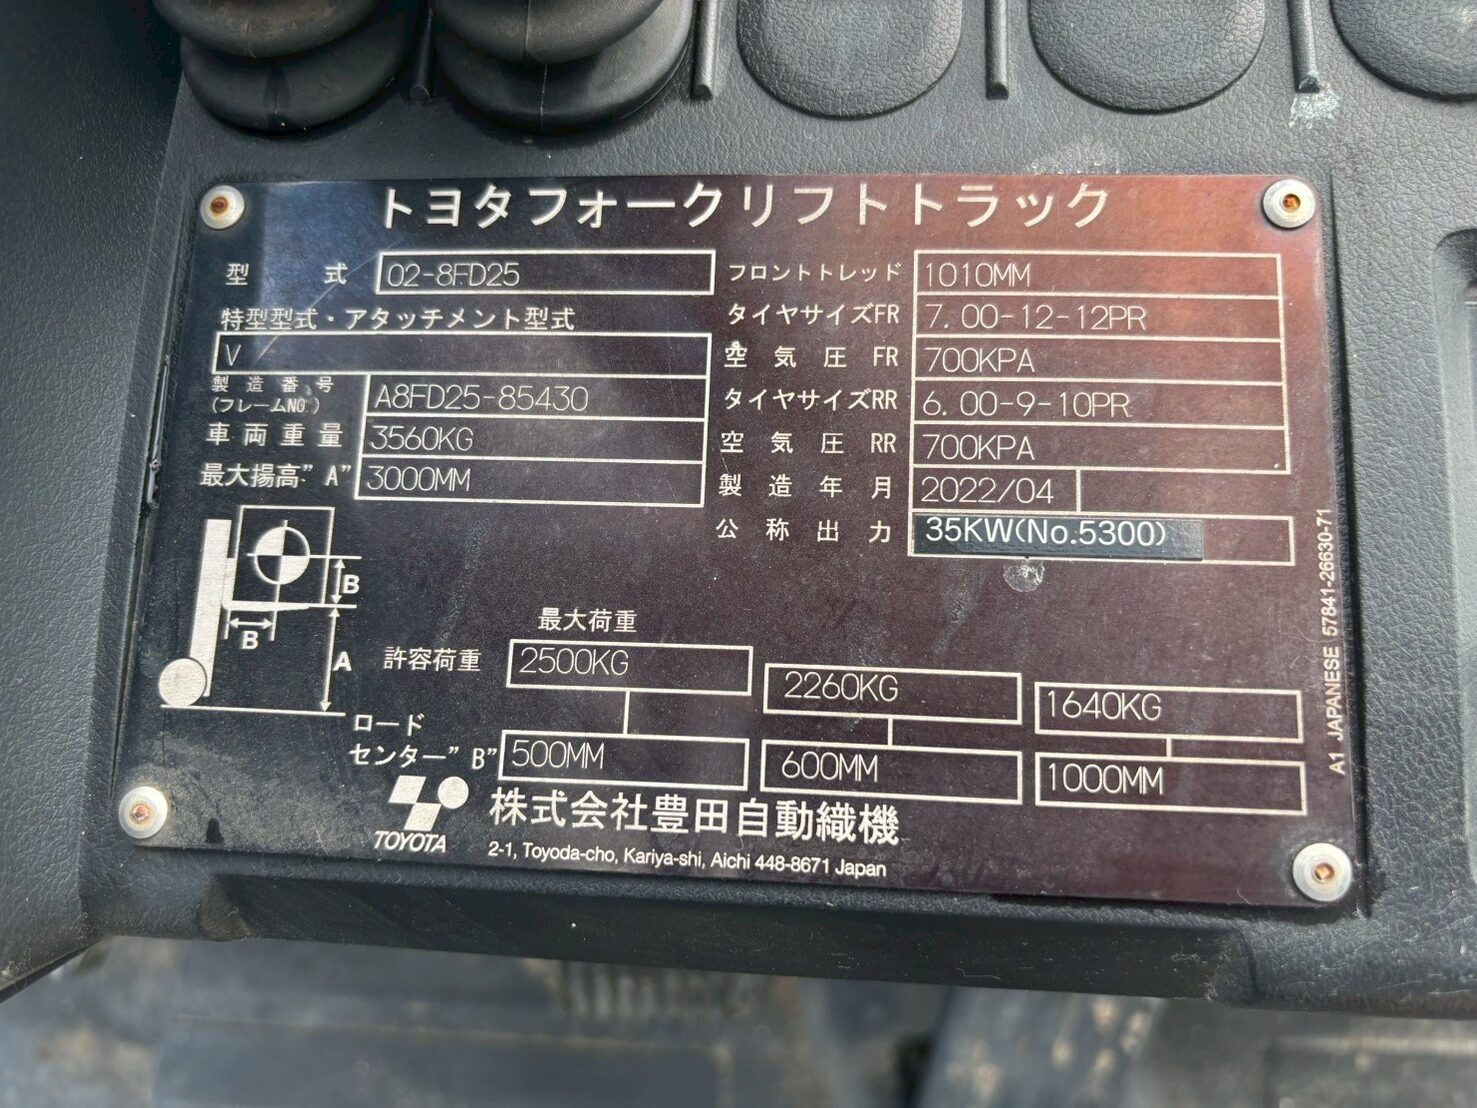 トヨタフォークリフトトラック
型 式 02-8FD25
特型型式・アタッチメント型式
V
製造番号 (フレームNO.) A8FD25-85430
車両重量 3560KG
最大揚高"A" 3000MM
フロントトレッド 1010MM
タイヤサイズFR 7.00-12-12PR
空気圧 FR 700KPA
タイヤサイズRR 6.00-9-10PR
空気圧 RR 700KPA
製造年月 2022/04
公称出力 35KW(No.5300)
B
B
A
最大荷重
許容荷重 2500KG 2260KG 1640KG
ロード
センター"B" 500MM 600MM 1000MM
TOYOTA
株式会社豊田自動織機
2-1, Toyoda-cho, Kariya-shi, Aichi 448-8671 Japan
A1 JAPANESE 57841-26630-71